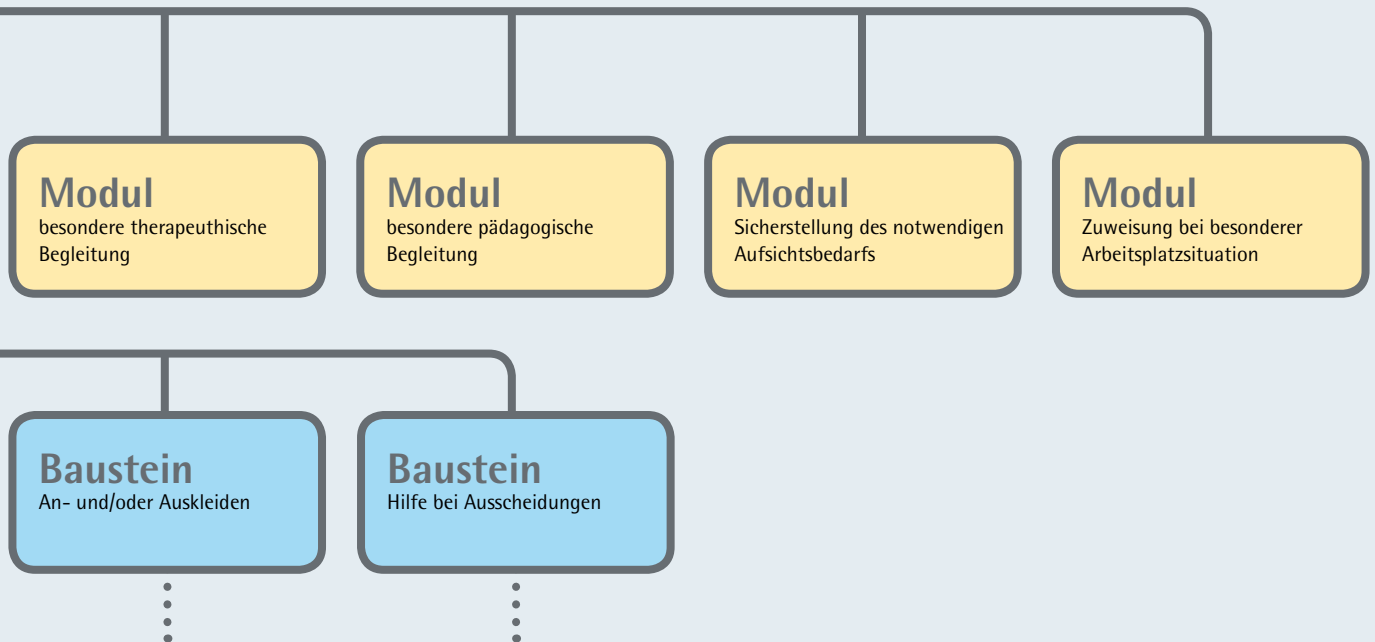 Modul
besondere therapeuthische
Begleitung
Modul
besondere pädagogische
Begleitung
Modul
Sicherstellung des notwendigen
Aufsichtsbedarfs
Modul
Zuweisung bei besonderer
Arbeitsplatzsituation
Baustein
An- und/oder Auskleiden
Baustein
Hilfe bei Ausscheidungen